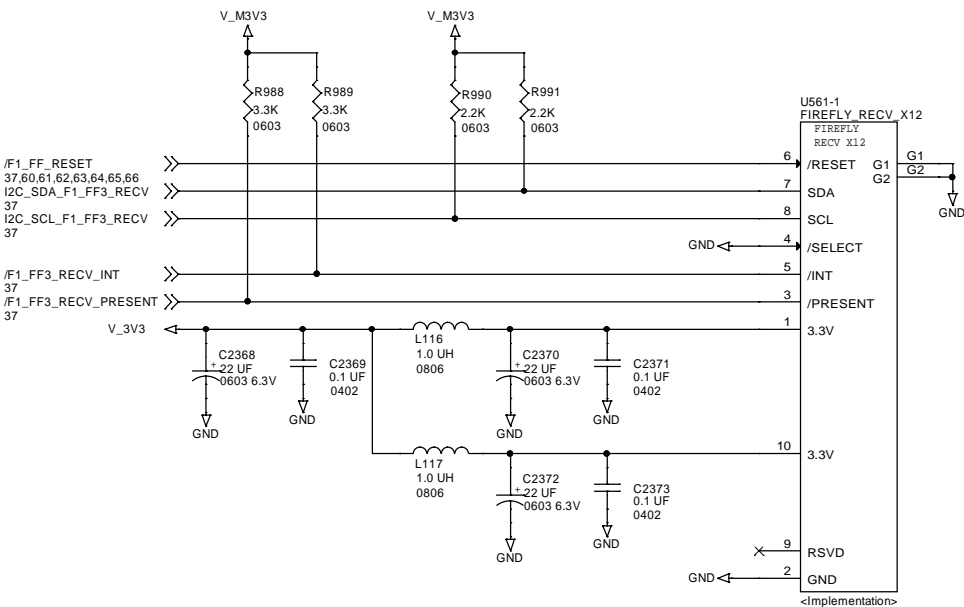 V_M3V3
V_M3V3
R988
3.3K
0603
R989
3.3K
0603
R990
2.2K
0603
R991
2.2K
0603
U561-1
FIREFLY_RECV_X12
FIREFLY
RECV X12
/F1_FF_RESET
37,60,61,62,63,64,65,66
I2C_SDA_F1_FF3_RECV
37
I2C_SCL_F1_FF3_RECV
37
/F1_FF3_RECV_INT
37
/F1_FF3_RECV_PRESENT
37
6 /RESET
7 SDA
8 SCL
GND 4 /SELECT
5 /INT
3 /PRESENT
1 3.3V
G1 G1
G2 G2
GND
V_3V3
L116
1.0 UH
0806
C2368
+ 22 UF
0603 6.3V
GND
C2369
0.1 UF
0402
GND
C2370
+ 22 UF
0603 6.3V
GND
C2371
0.1 UF
0402
GND
10 3.3V
L117
1.0 UH
0806
C2372
+ 22 UF
0603 6.3V
GND
C2373
0.1 UF
0402
GND
9 RSVD
GND 2 GND
<Implementation>